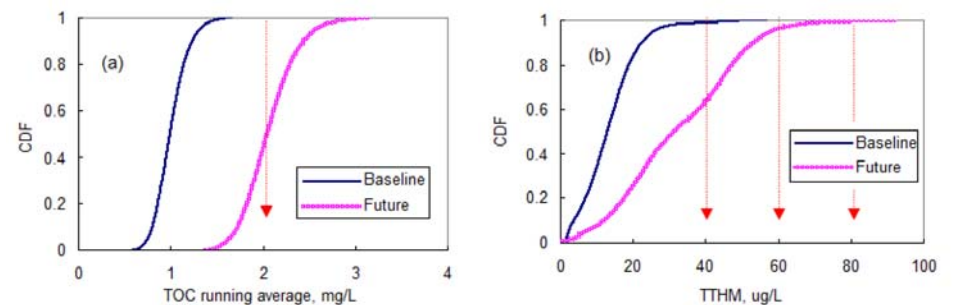 1
0.8
0.6
0.4
0.2
0
CDF
(a)
Baseline
Future
0 1 2 3 4
TOC running average, mg/L
1
0.8
0.6
0.4
0.2
0
CDF
(b)
Baseline
Future
0 20 40 60 80 100
TTHM, ug/L